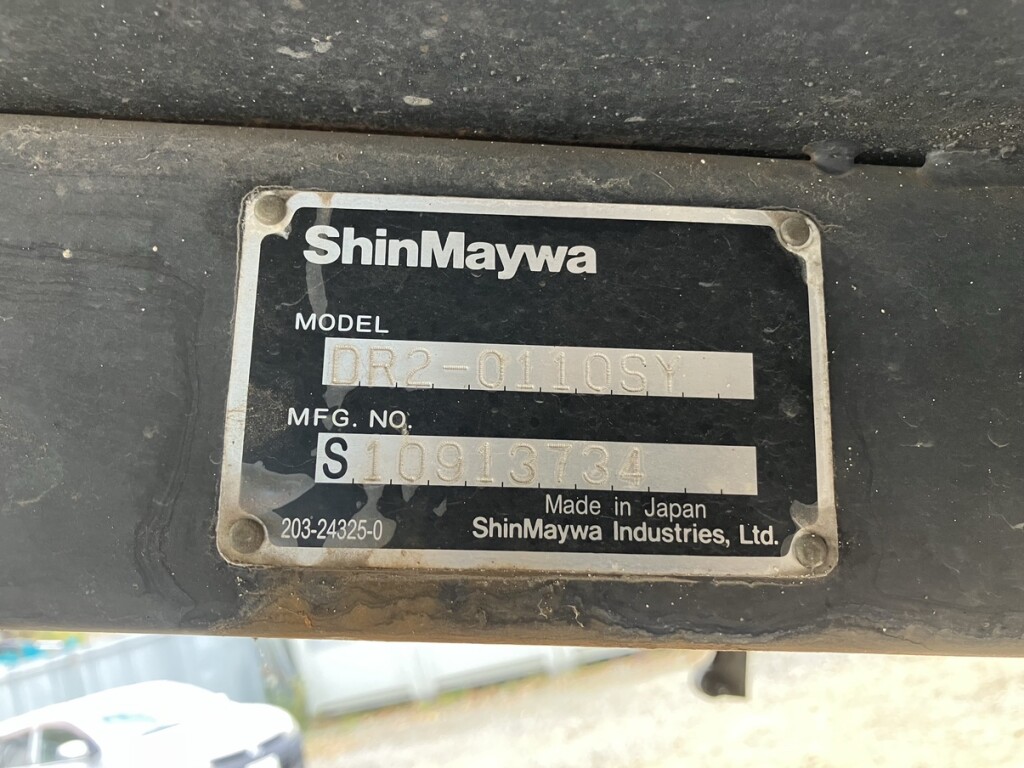 ShinMaywa
MODEL
DR2-0110SY
MFG. NO.
S10913734
Made in Japan
203-24325-0
ShinMaywa Industries, Ltd.